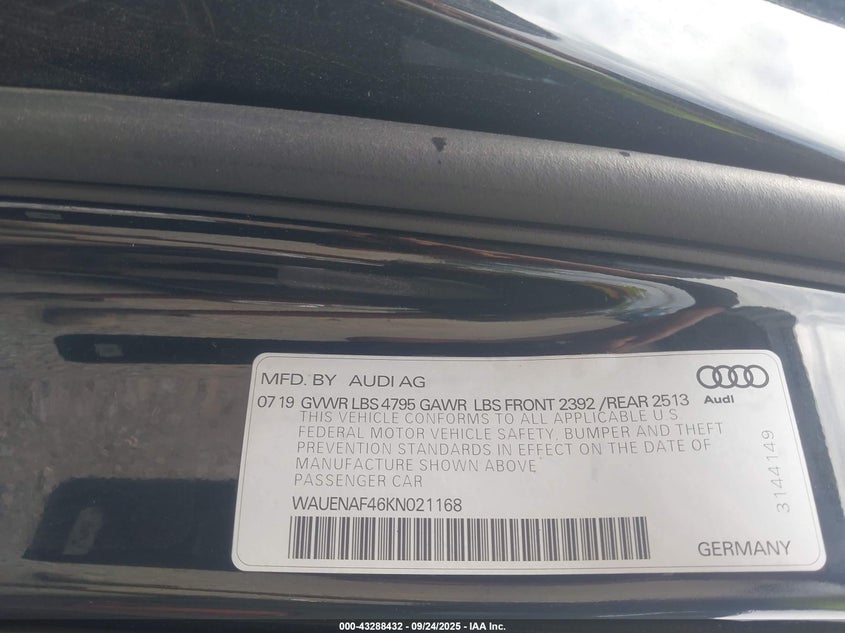 MFD. BY AUDI AG
Audi
07 19 GVWR LBS 4795 GAWR LBS FRONT 2392 /REAR 2513
THIS VEHICLE CONFORMS TO ALL APPLICABLE U S
FEDERAL MOTOR VEHICLE SAFETY, BUMPER AND THEFT
PREVENTION STANDARDS IN EFFECT ON THE DATE OF
MANUFACTURE SHOWN ABOVE
PASSENGER CAR
3144149
WAUENAF46KN021168
GERMANY
000-43288432 - 09/24/2025 - IAA Inc.